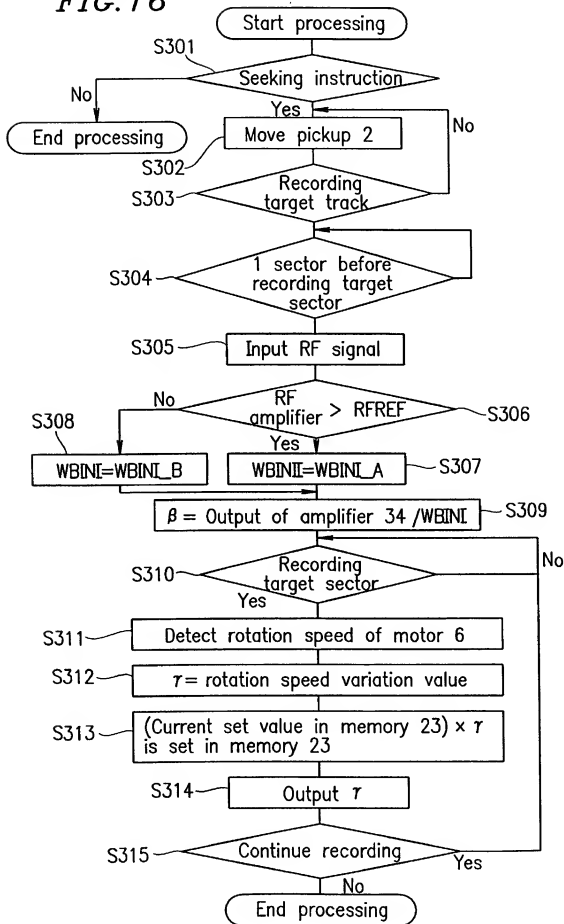 FIG. 16
Start processing
S301
Seeking instruction
No
Yes
End processing
Move pickup 2
No
S302
S303
Recording
target track
S304
1 sector before
recording target
sector
S305
Input RF signal
RF
amplifier > RFREF
S306
No
Yes
S308
WBINI=WBINI_B
WBINII=WBINI_A
S307
β = Output of amplifier 34 /WBINI
S309
S310
Recording
target sector
No
Yes
S311
Detect rotation speed of motor 6
S312
γ = rotation speed variation value
S313
(Current set value in memory 23) × γ
is set in memory 23
S314
Output γ
S315
Continue recording
Yes
No
End processing